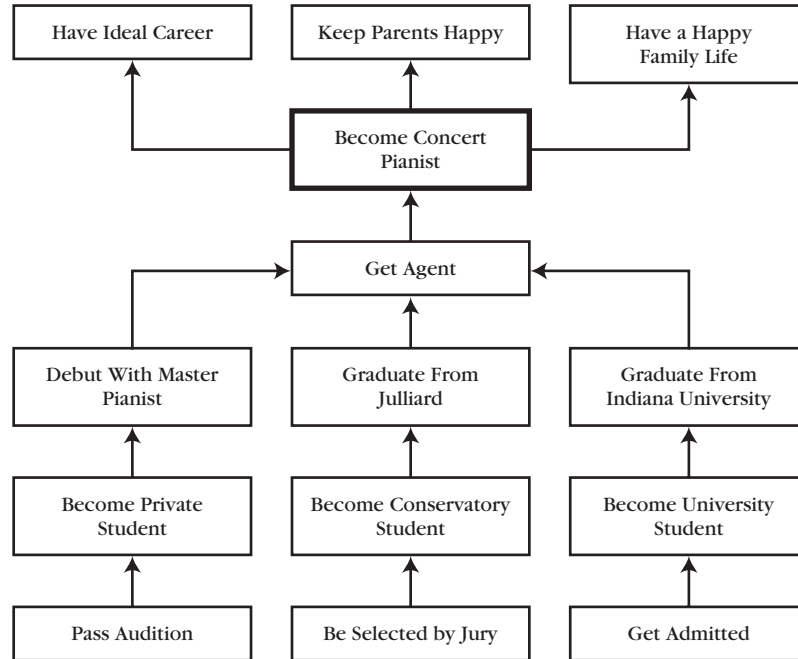 Have Ideal Career
Keep Parents Happy
Have a Happy
Family Life
Become Concert
Pianist
Get Agent
Debut With Master
Pianist
Graduate From
Julliard
Graduate From
Indiana University
Become Private
Student
Become Conservatory
Student
Become University
Student
Pass Audition
Be Selected by Jury
Get Admitted